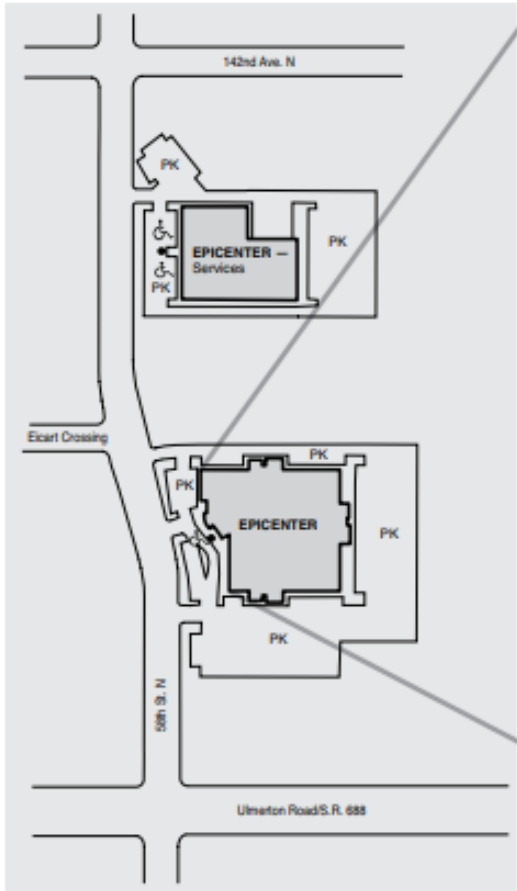 142nd Ave. N
PK
EPICENTER —
Services
PK
PK
Eicart Crossing
PK
PK
EPICENTER
PK
PK
58th St. N
Ulmerton Road/S.R. 688